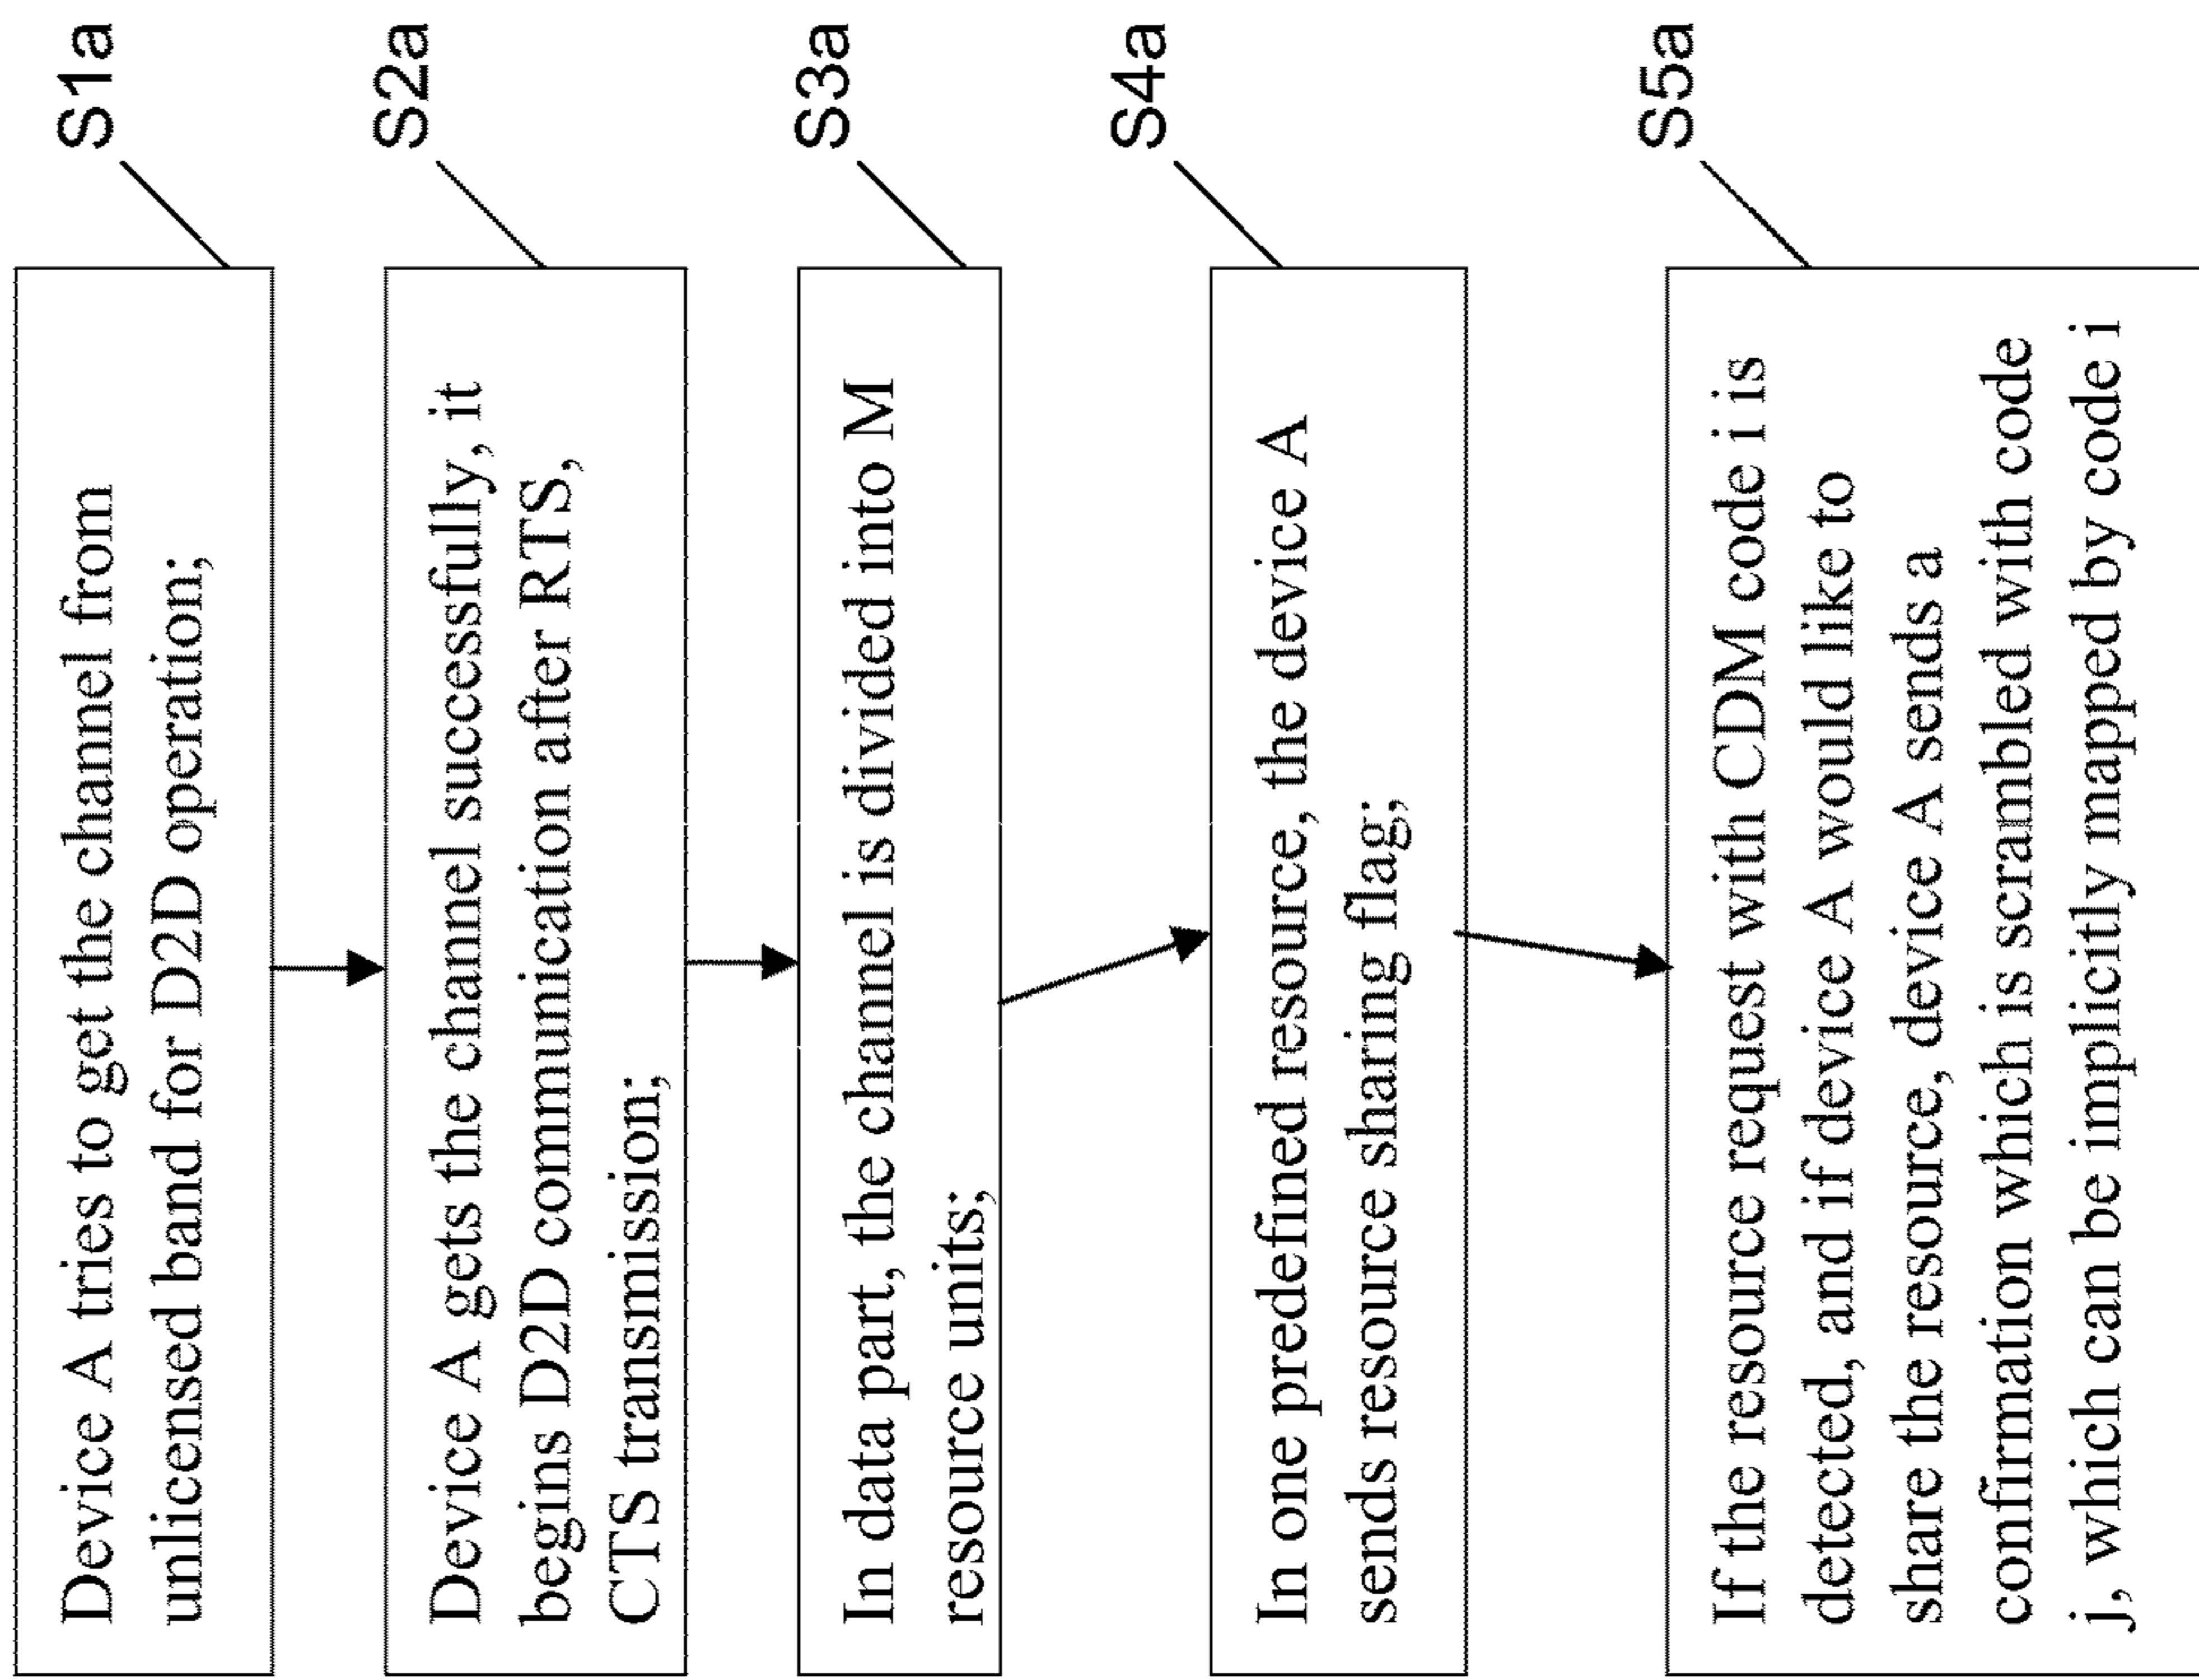 Device A tries to get the channel from
unlicensed band for D2D operation;
S1a
Device A gets the channel successfully, it
begins D2D communication after RTS,
CTS transmission;
S2a
In data part, the channel is divided into M
resource units;
S3a
In one predefined resource, the device A
sends resource sharing flag;
S4a
If the resource request with CDM code i is
detected, and if device A would like to
share the resource, device A sends a
confirmation which is scrambled with code
j, which can be implicitly mapped by code i
S5a